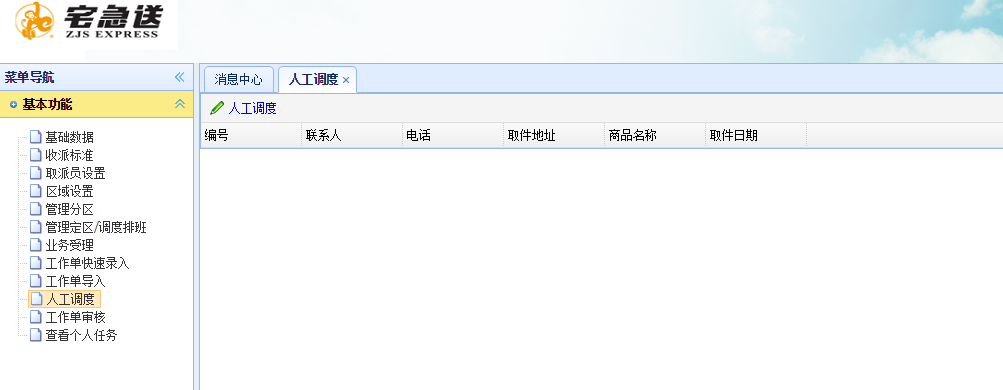 宅急送
ZJS EXPRESS
菜单导航
基本功能
基础数据
收派标准
取派员设置
区域设置
管理分区
管理定区/调度排班
业务受理
工作单快速录入
工作单导入
人工调度
工作单审核
查看个人任务
消息中心 人工调度
人工调度
编号 联系人 电话 取件地址 商品名称 取件日期